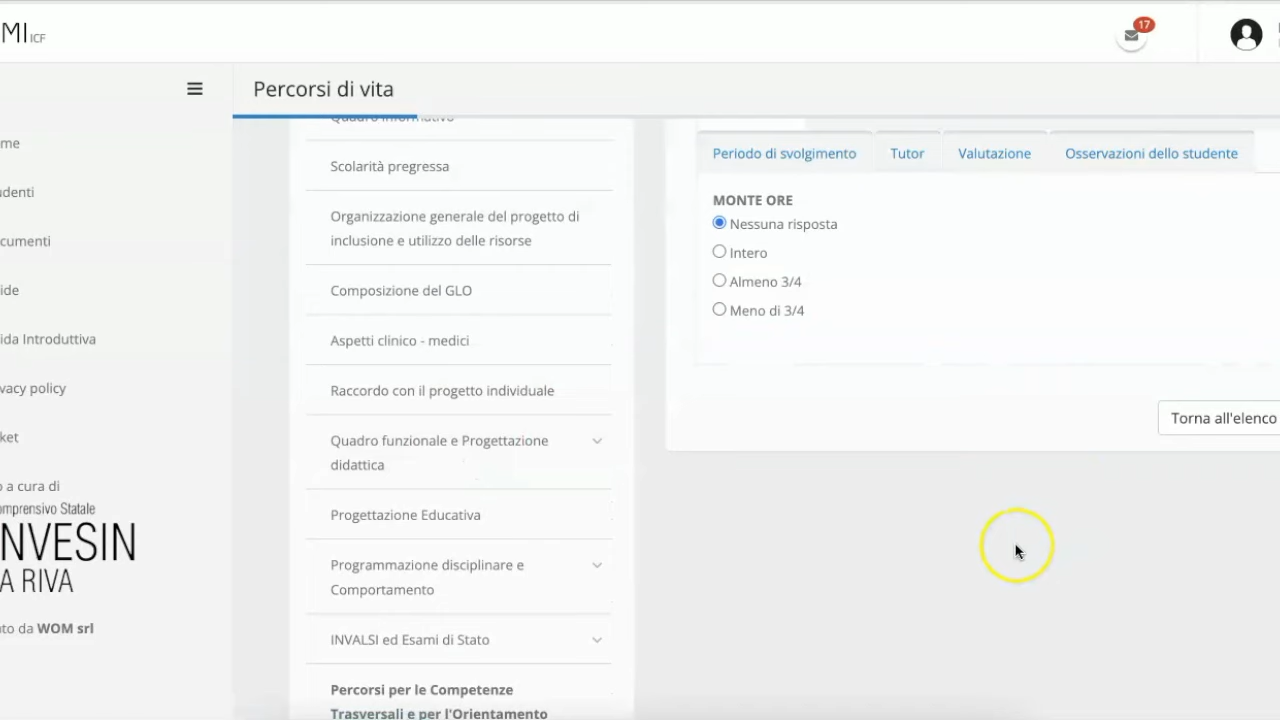 MI ICF
17
Percorsi di vita
me
denti
cumenti
ide
ida Introduttiva
vacy policy
ket
o a cura di
omprensivo Statale
NVESIN
A RIVA
ato da WOM srl
Quadro informativo
Scolarità pregressa
Organizzazione generale del progetto di
inclusione e utilizzo delle risorse
Composizione del GLO
Aspetti clinico - medici
Raccordo con il progetto individuale
Quadro funzionale e Progettazione
didattica
Progettazione Educativa
Programmazione disciplinare e
Comportamento
INVALSI ed Esami di Stato
Percorsi per le Competenze
Trasversali e per l'Orientamento
Periodo di svolgimento
Tutor
Valutazione
Osservazioni dello studente
MONTE ORE
Nessuna risposta
Intero
Almeno 3/4
Meno di 3/4
Torna all'elenco